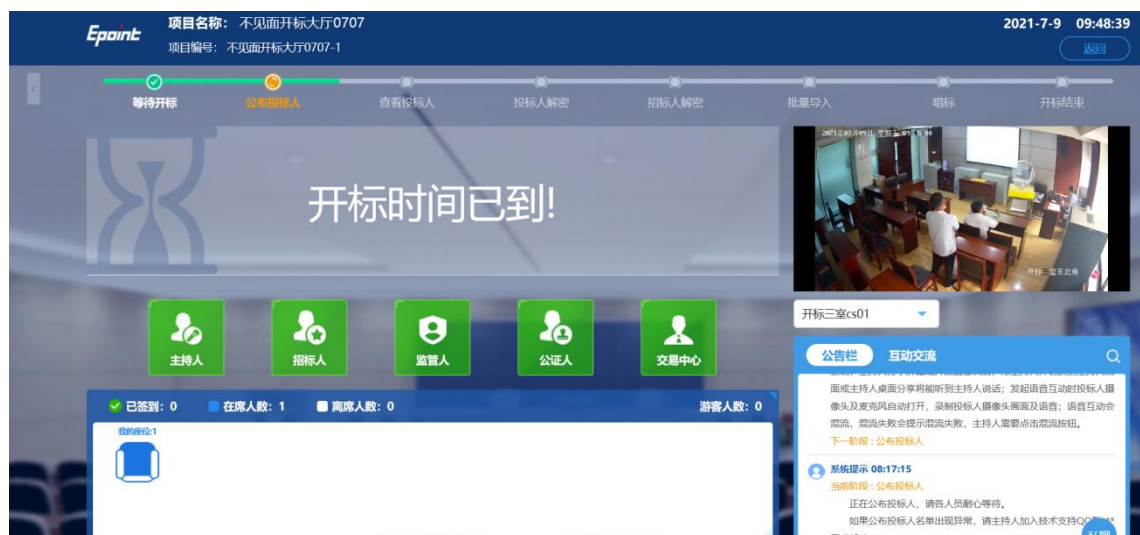 Epoint
项目名称： 不见面开标大厅0707
项目编号： 不见面开标大厅0707-1
2021-7-9 09:48:39
返回
等待开标
公布投标人
查看投标人
投标人解密
招标人解密
批量导入
唱标
开标结束
开标时间已到!
开标三室东北角
主持人
招标人
监管人
公证人
交易中心
开标三室cs01
公告栏 互动交流
已签到：0 在席人数：1 离席人数：0 游客人数：0
我的座位:1
面或主持人桌面分享将能听到主持人说话；发起语音互动时投标人摄
像头及麦克风自动打开，录制投标人摄像头画面及语音；语音互动会
混流，混流失败会提示混流失败，主持人需要点击混流按钮。
下一阶段：公布投标人
系统提示 08:17:15
当前阶段：公布投标人
正在公布投标人，请各人员耐心等待。
如果公布投标人名单出现异常，请主持人加入技术支持QQ